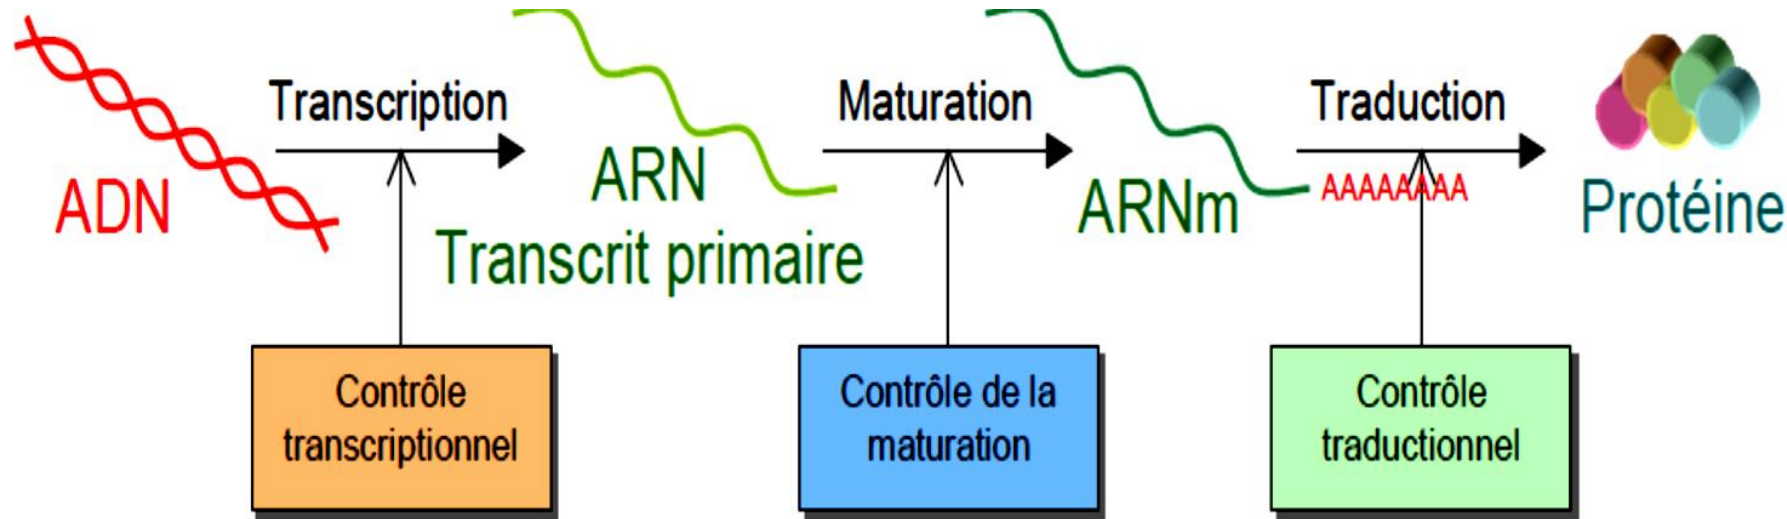 Transcription
Maturation
Traduction
ADN
ARN
Transcrit primaire
ARNm
AAAAAAAA
Protéine
Contrôle
transcriptionnel
Contrôle de la
maturation
Contrôle
traductionnel